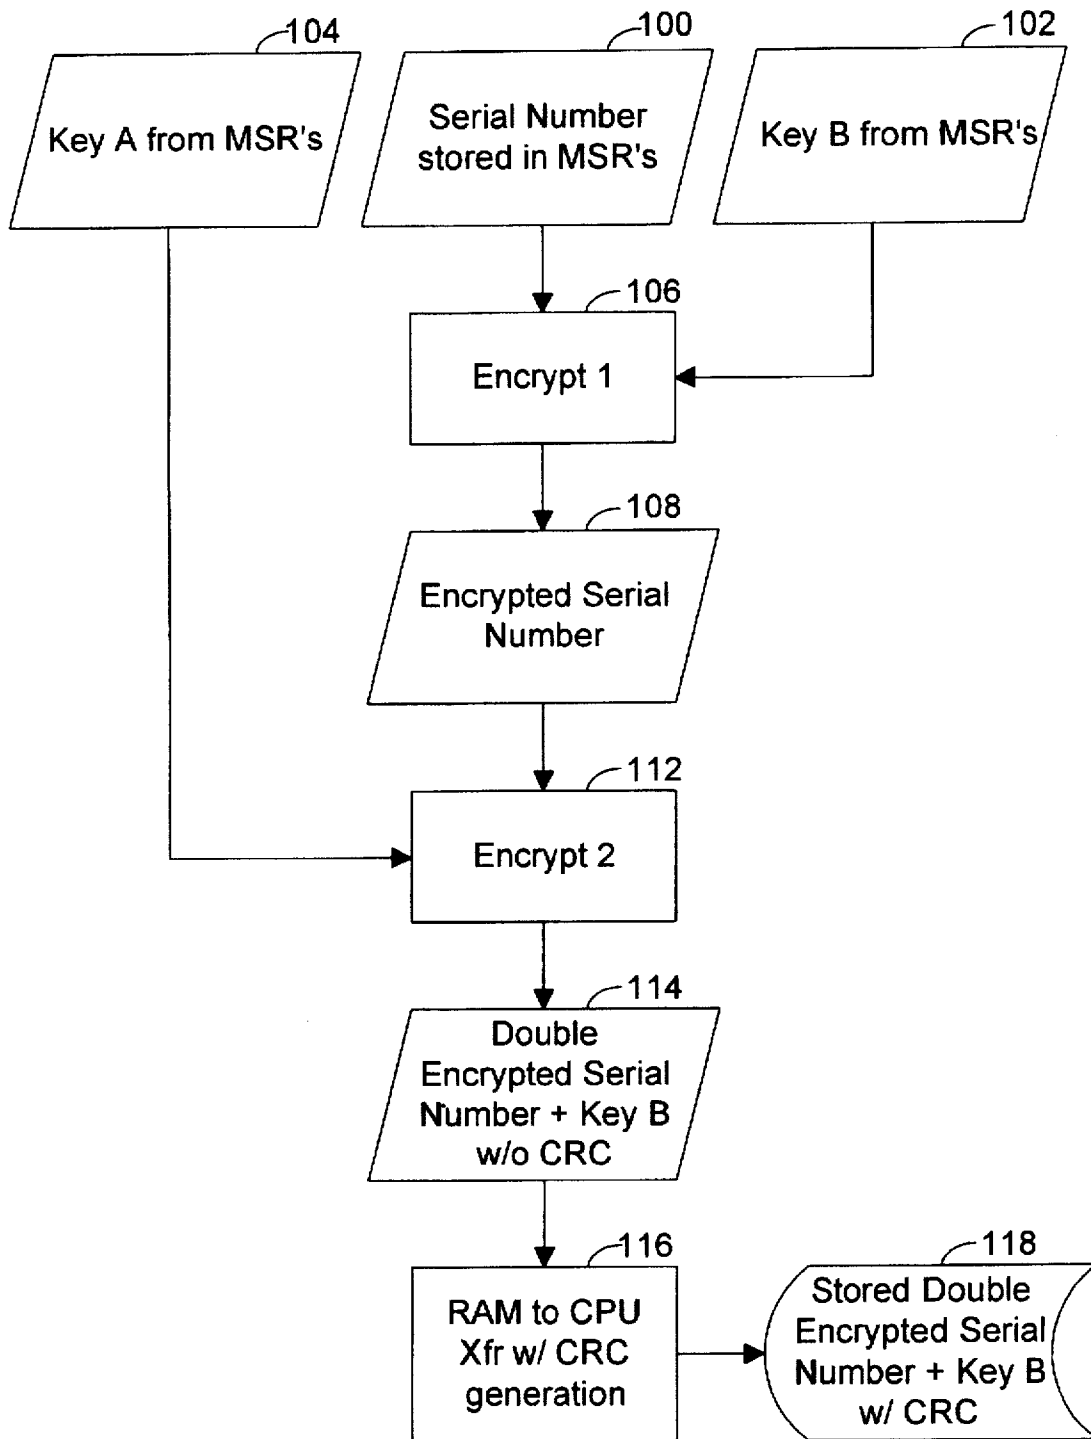 104
100
102
Key A from MSR's
Serial Number
stored in MSR's
Key B from MSR's
106
Encrypt 1
108
Encrypted Serial
Number
112
Encrypt 2
114
Double
Encrypted Serial
Number + Key B
w/o CRC
116
RAM to CPU
Xfr w/ CRC
generation
118
Stored Double
Encrypted Serial
Number + Key B
w/ CRC